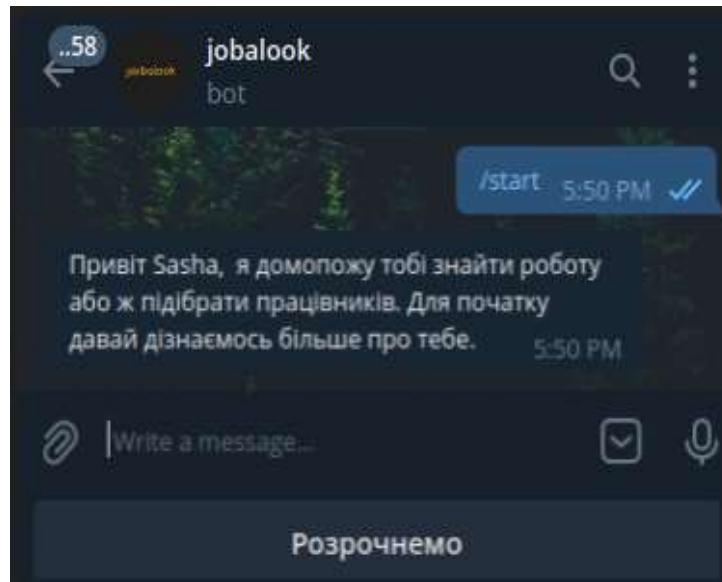 ..58
jobalook
jobalook
bot
/start 5:50 PM
Привіт Sasha, я домопожу тобі знайти роботу
або ж підібрати працівників. Для початку
давай дізнаємось більше про тебе. 5:50 PM
Write a message...
Розрочнемо